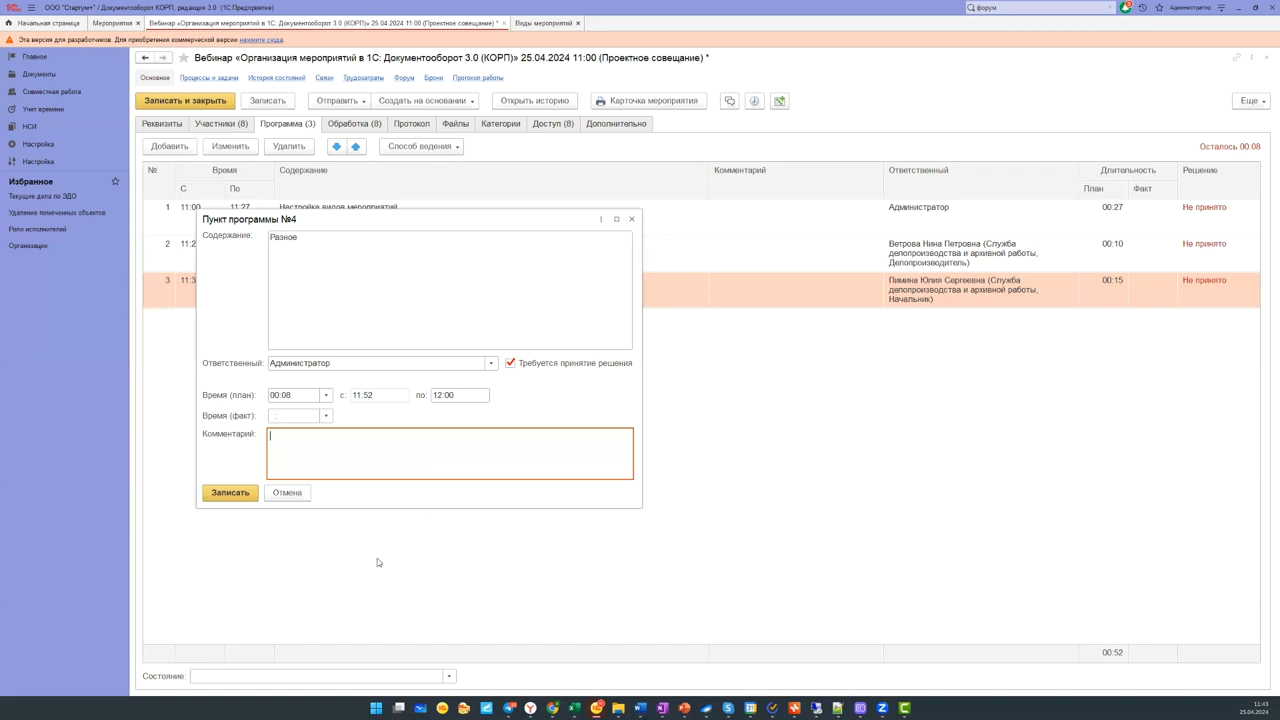 ООО "Стартум+" / Документооборот КОРП, редакция 3.0 (1С:Предприятие)
форум
Администратор
Начальная страница
Мероприятия
Вебинар «Организация мероприятий в 1С: Документооборот 3.0 (КОРП)» 25.04.2024 11:00 (Проектное совещание) *
Виды мероприятий
Эта версия для разработчиков. Для приобретения коммерческой версии нажмите сюда.
Главное
Документы
Совместная работа
Учет времени
НСИ
Настройка
Настройка
Избранное
Текущие дела по ЭДО
Удаление помеченных объектов
Роли исполнителей
Организации
Вебинар «Организация мероприятий в 1С: Документооборот 3.0 (КОРП)» 25.04.2024 11:00 (Проектное совещание) *
Основное Процессы и задачи История состояний Связи Трудозатраты Форум Брони Протокол работы
Записать и закрыть Записать Отправить Создать на основании Открыть историю Карточка мероприятия Еще
Реквизиты Участники (8) Программа (3) Обработка (8) Протокол Файлы Категории Доступ (8) Дополнительно
Добавить Изменить Удалить Способ ведения Осталось 00:08
№ Время Содержание Комментарий Ответственный Длительность Решение
С По План Факт
1 11:00 11:27 Настройка видов мероприятий Администратор 00:27 Не принято
2 11:2 Ветрова Нина Петровна (Служба делопроизводства и архивной работы, Делопроизводитель) 00:10 Не принято
3 11:3 Пимина Юлия Сергеевна (Служба делопроизводства и архивной работы, Начальник) 00:15 Не принято
Пункт программы №4
Содержание: Разное
Ответственный: Администратор Требуется принятие решения
Время (план): 00:08 с: 11:52 по: 12:00
Время (факт): :
Комментарий:
Записать Отмена
00:52
Состояние:
11:43
25.04.2024